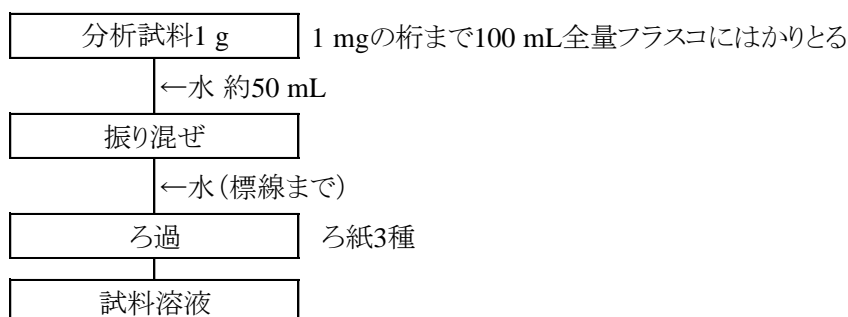 分析試料1 g　1 mgの桁まで100 mL全量フラスコにはかりとる
←水 約50 mL
振り混ぜ
←水（標線まで）
ろ過　ろ紙3種
試料溶液